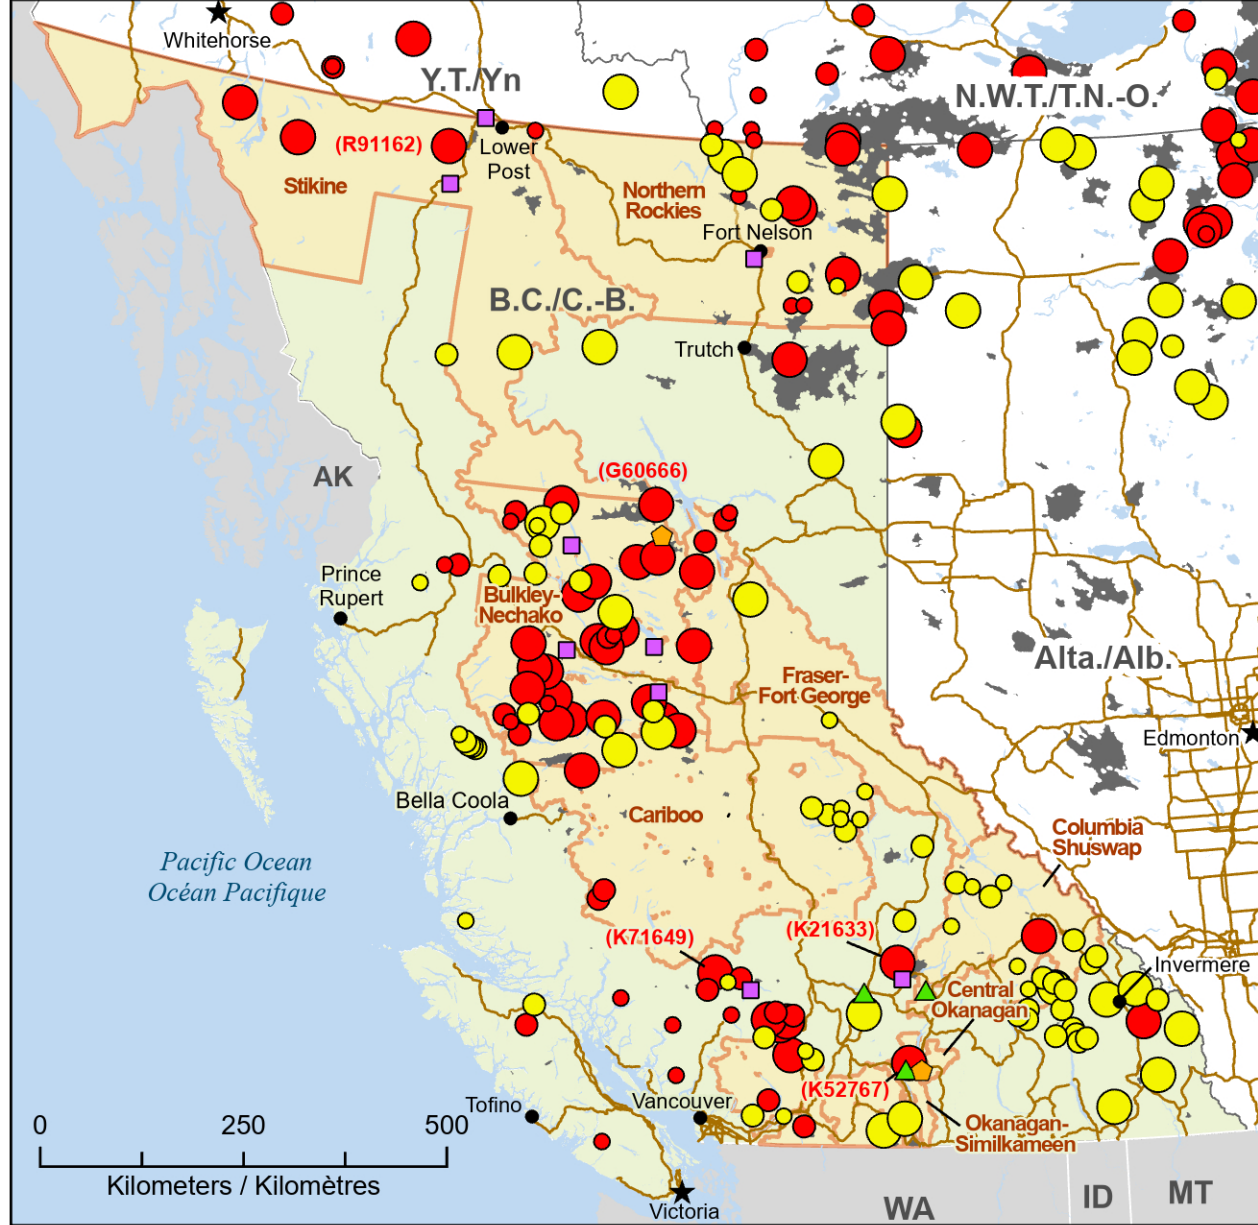 Whitehorse
Y.T./Yn
N.W.T./T.N.-O.
(R91162)
Lower
Post
Stikine
Northern
Rockies
Fort Nelson
B.C./C.-B.
Trutch
AK
(G60666)
Prince
Rupert
Bulkley-
Nechako
Alta./Alb.
Fraser-
Fort George
Edmonton
Bella Coola
Cariboo
Columbia
Shuswap
Pacific Ocean
Océan Pacifique
(K71649)
(K21633)
Invermere
Central
Okanagan
(K52767)
Tofino
Vancouver
Okanagan-
Similkameen
0 250 500
Kilometers / Kilomètres
Victoria
WA
ID
MT